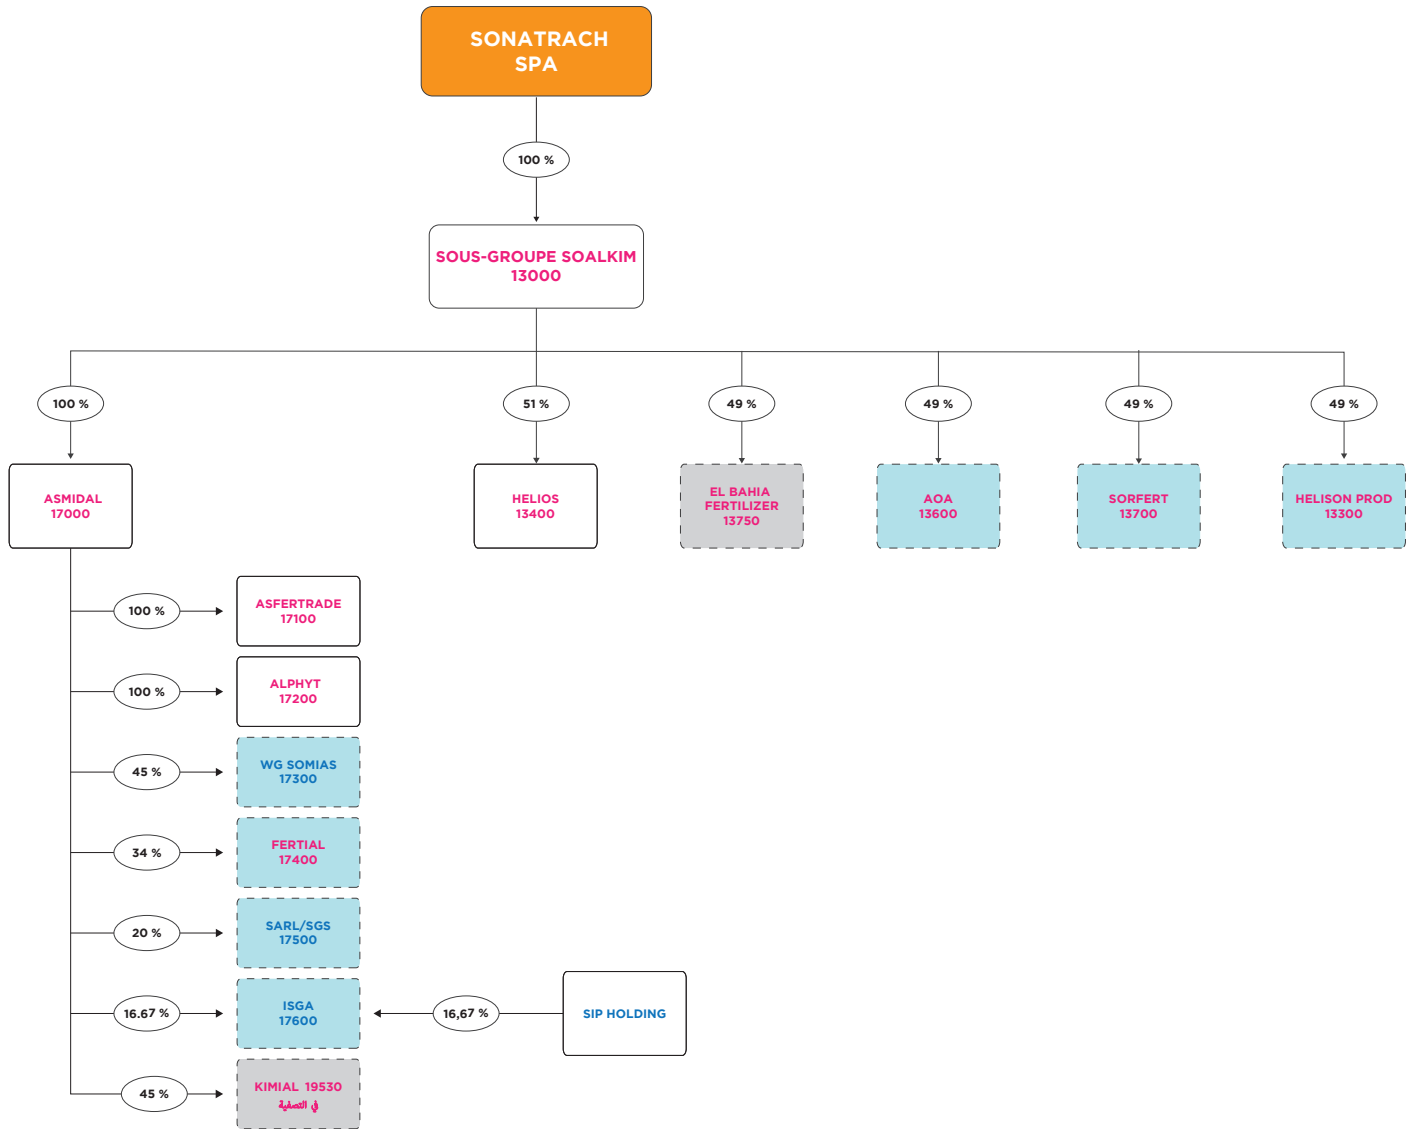 SONATRACH
SPA
100 %
SOUS-GROUPE SOALKIM
13000
100 %
51 %
49 %
49 %
49 %
49 %
ASMIDAL
17000
HELIOS
13400
EL BAHIA
FERTILIZER
13750
AOA
13600
SORFERT
13700
HELISON PROD
13300
100 %
ASFERTRADE
17100
100 %
ALPHYT
17200
45 %
WG SOMIAS
17300
34 %
FERTIAL
17400
20 %
SARL/SGS
17500
16.67 %
ISGA
17600
16,67 %
SIP HOLDING
45 %
KIMIAL 19530
في التصفية